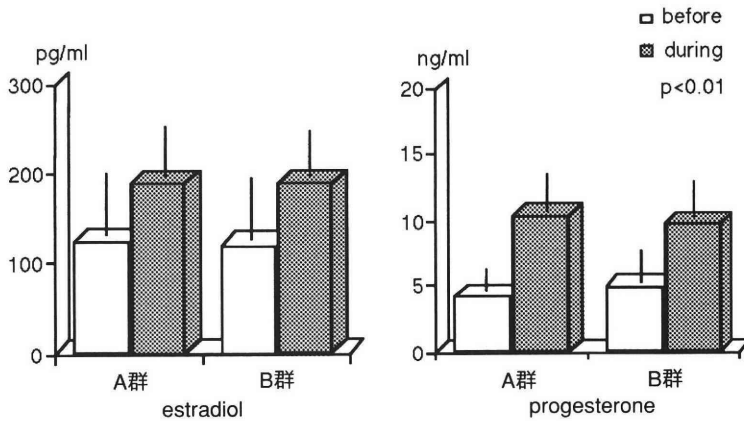 before
during
p<0.01
pg/ml
300
200
100
0
A群
B群
estradiol
ng/ml
20
15
10
5
0
A群
B群
progesterone